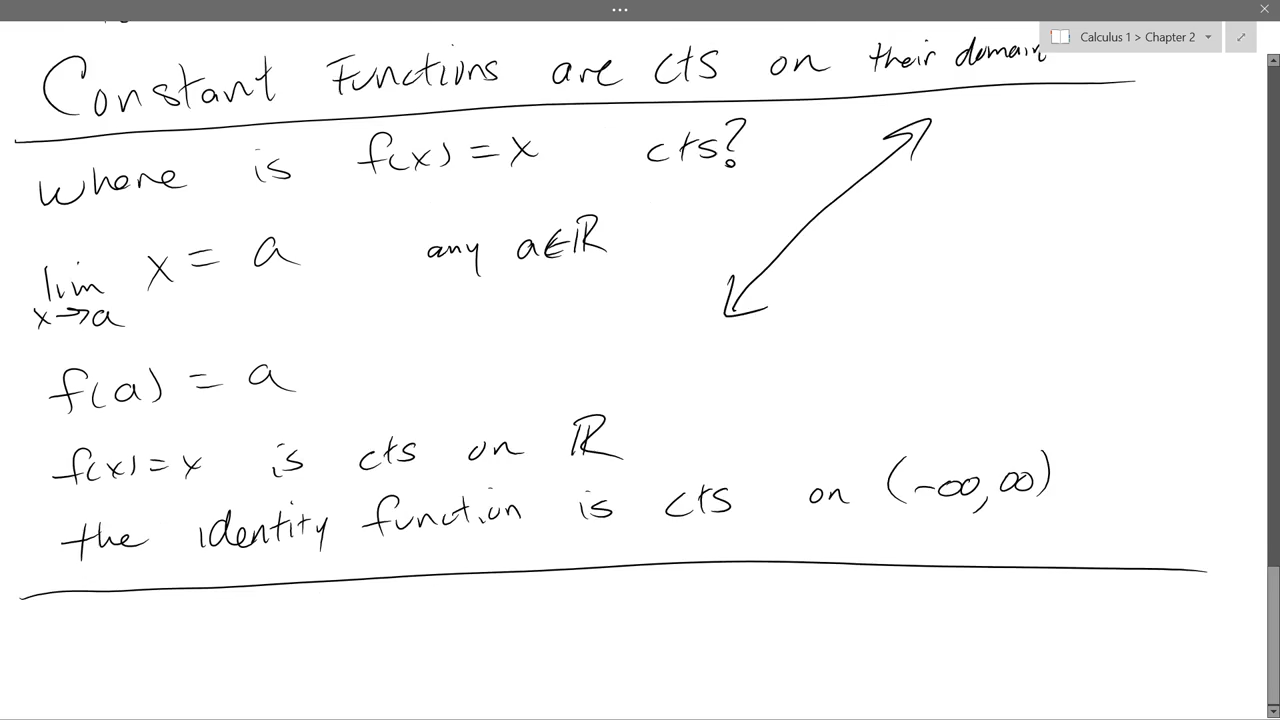 Calculus 1 > Chapter 2
Constant Functions are cts on their domain
where is f(x) = x cts?
lim x = a any a∈ℝ
x→a
f(a) = a
f(x) = x is cts on ℝ
the identity function is cts on (-∞, ∞)